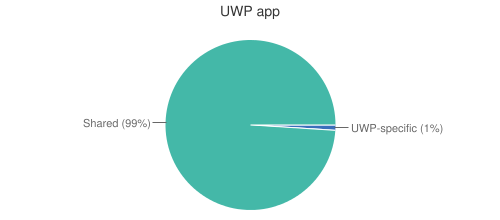 UWP app
Shared (99%)
UWP-specific (1%)